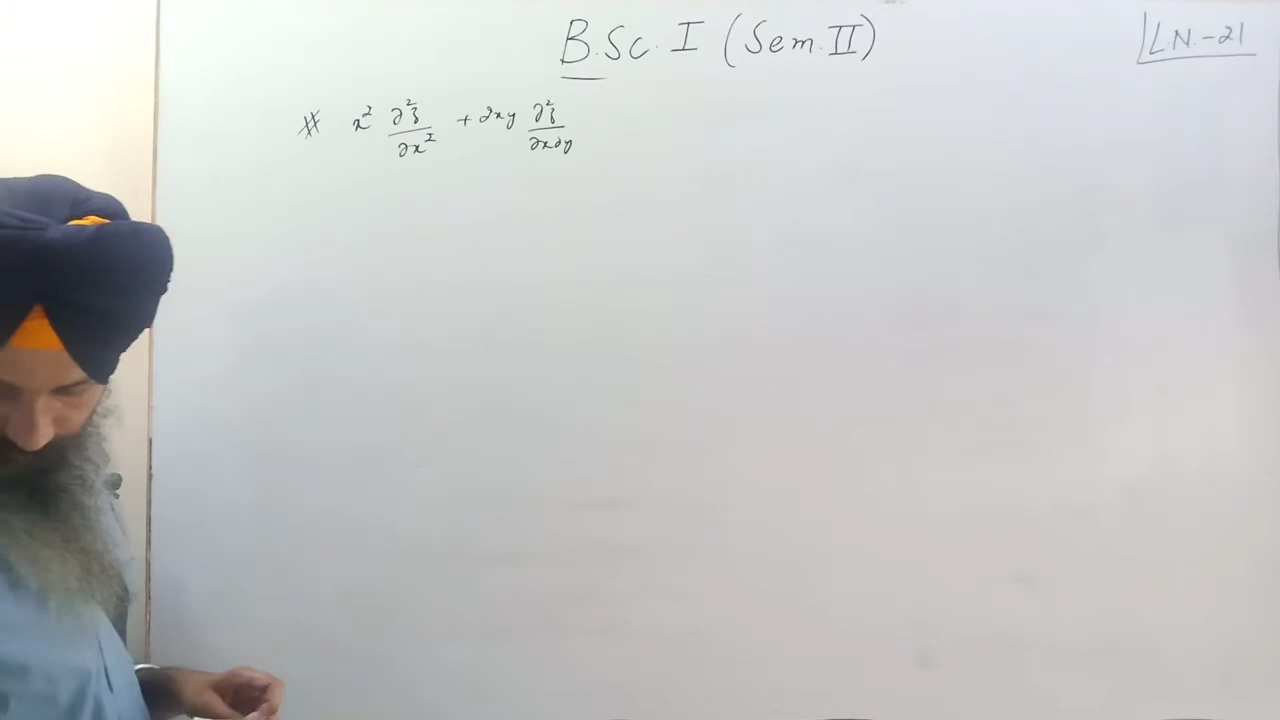 B.Sc. I (Sem. II)
LN.-21
# x² ∂²z/∂x² + 2xy ∂²z/∂x∂y